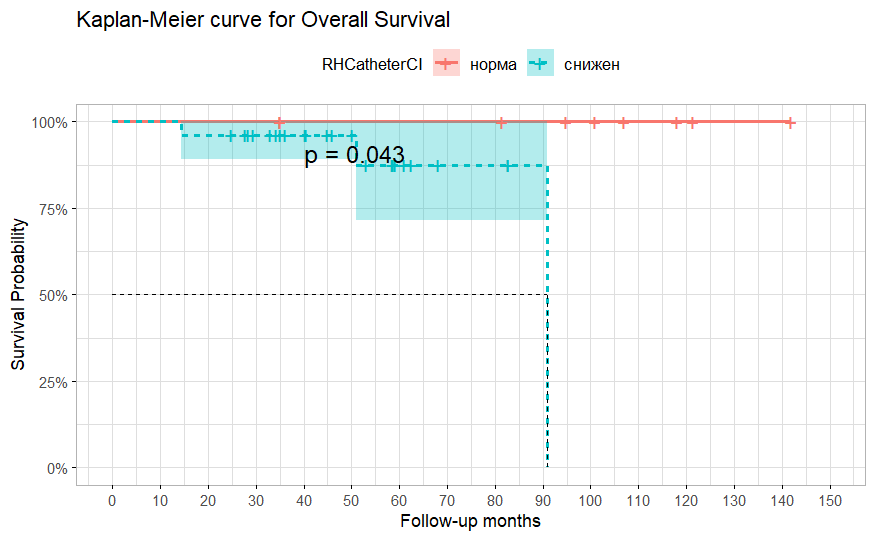 Kaplan-Meier curve for Overall Survival
RHCatheterCI норма снижен
Survival Probability
100%
75%
50%
25%
0%
p = 0.043
0 10 20 30 40 50 60 70 80 90 100 110 120 130 140 150
Follow-up months